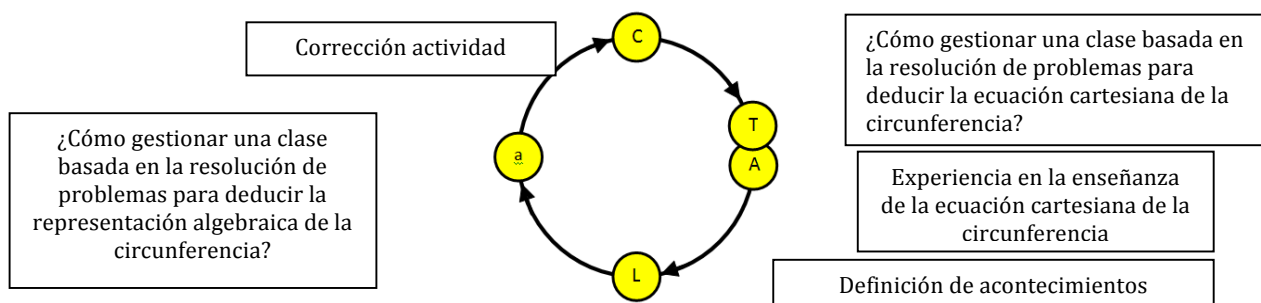 Corrección actividad
C
¿Cómo gestionar una clase basada en
la resolución de problemas para
deducir la ecuación cartesiana de la
circunferencia?
T
¿Cómo gestionar una clase
basada en la resolución de
problemas para deducir la
representación algebraica de la
circunferencia?
a
A
Experiencia en la enseñanza
de la ecuación cartesiana de la
circunferencia
L
Definición de acontecimientos